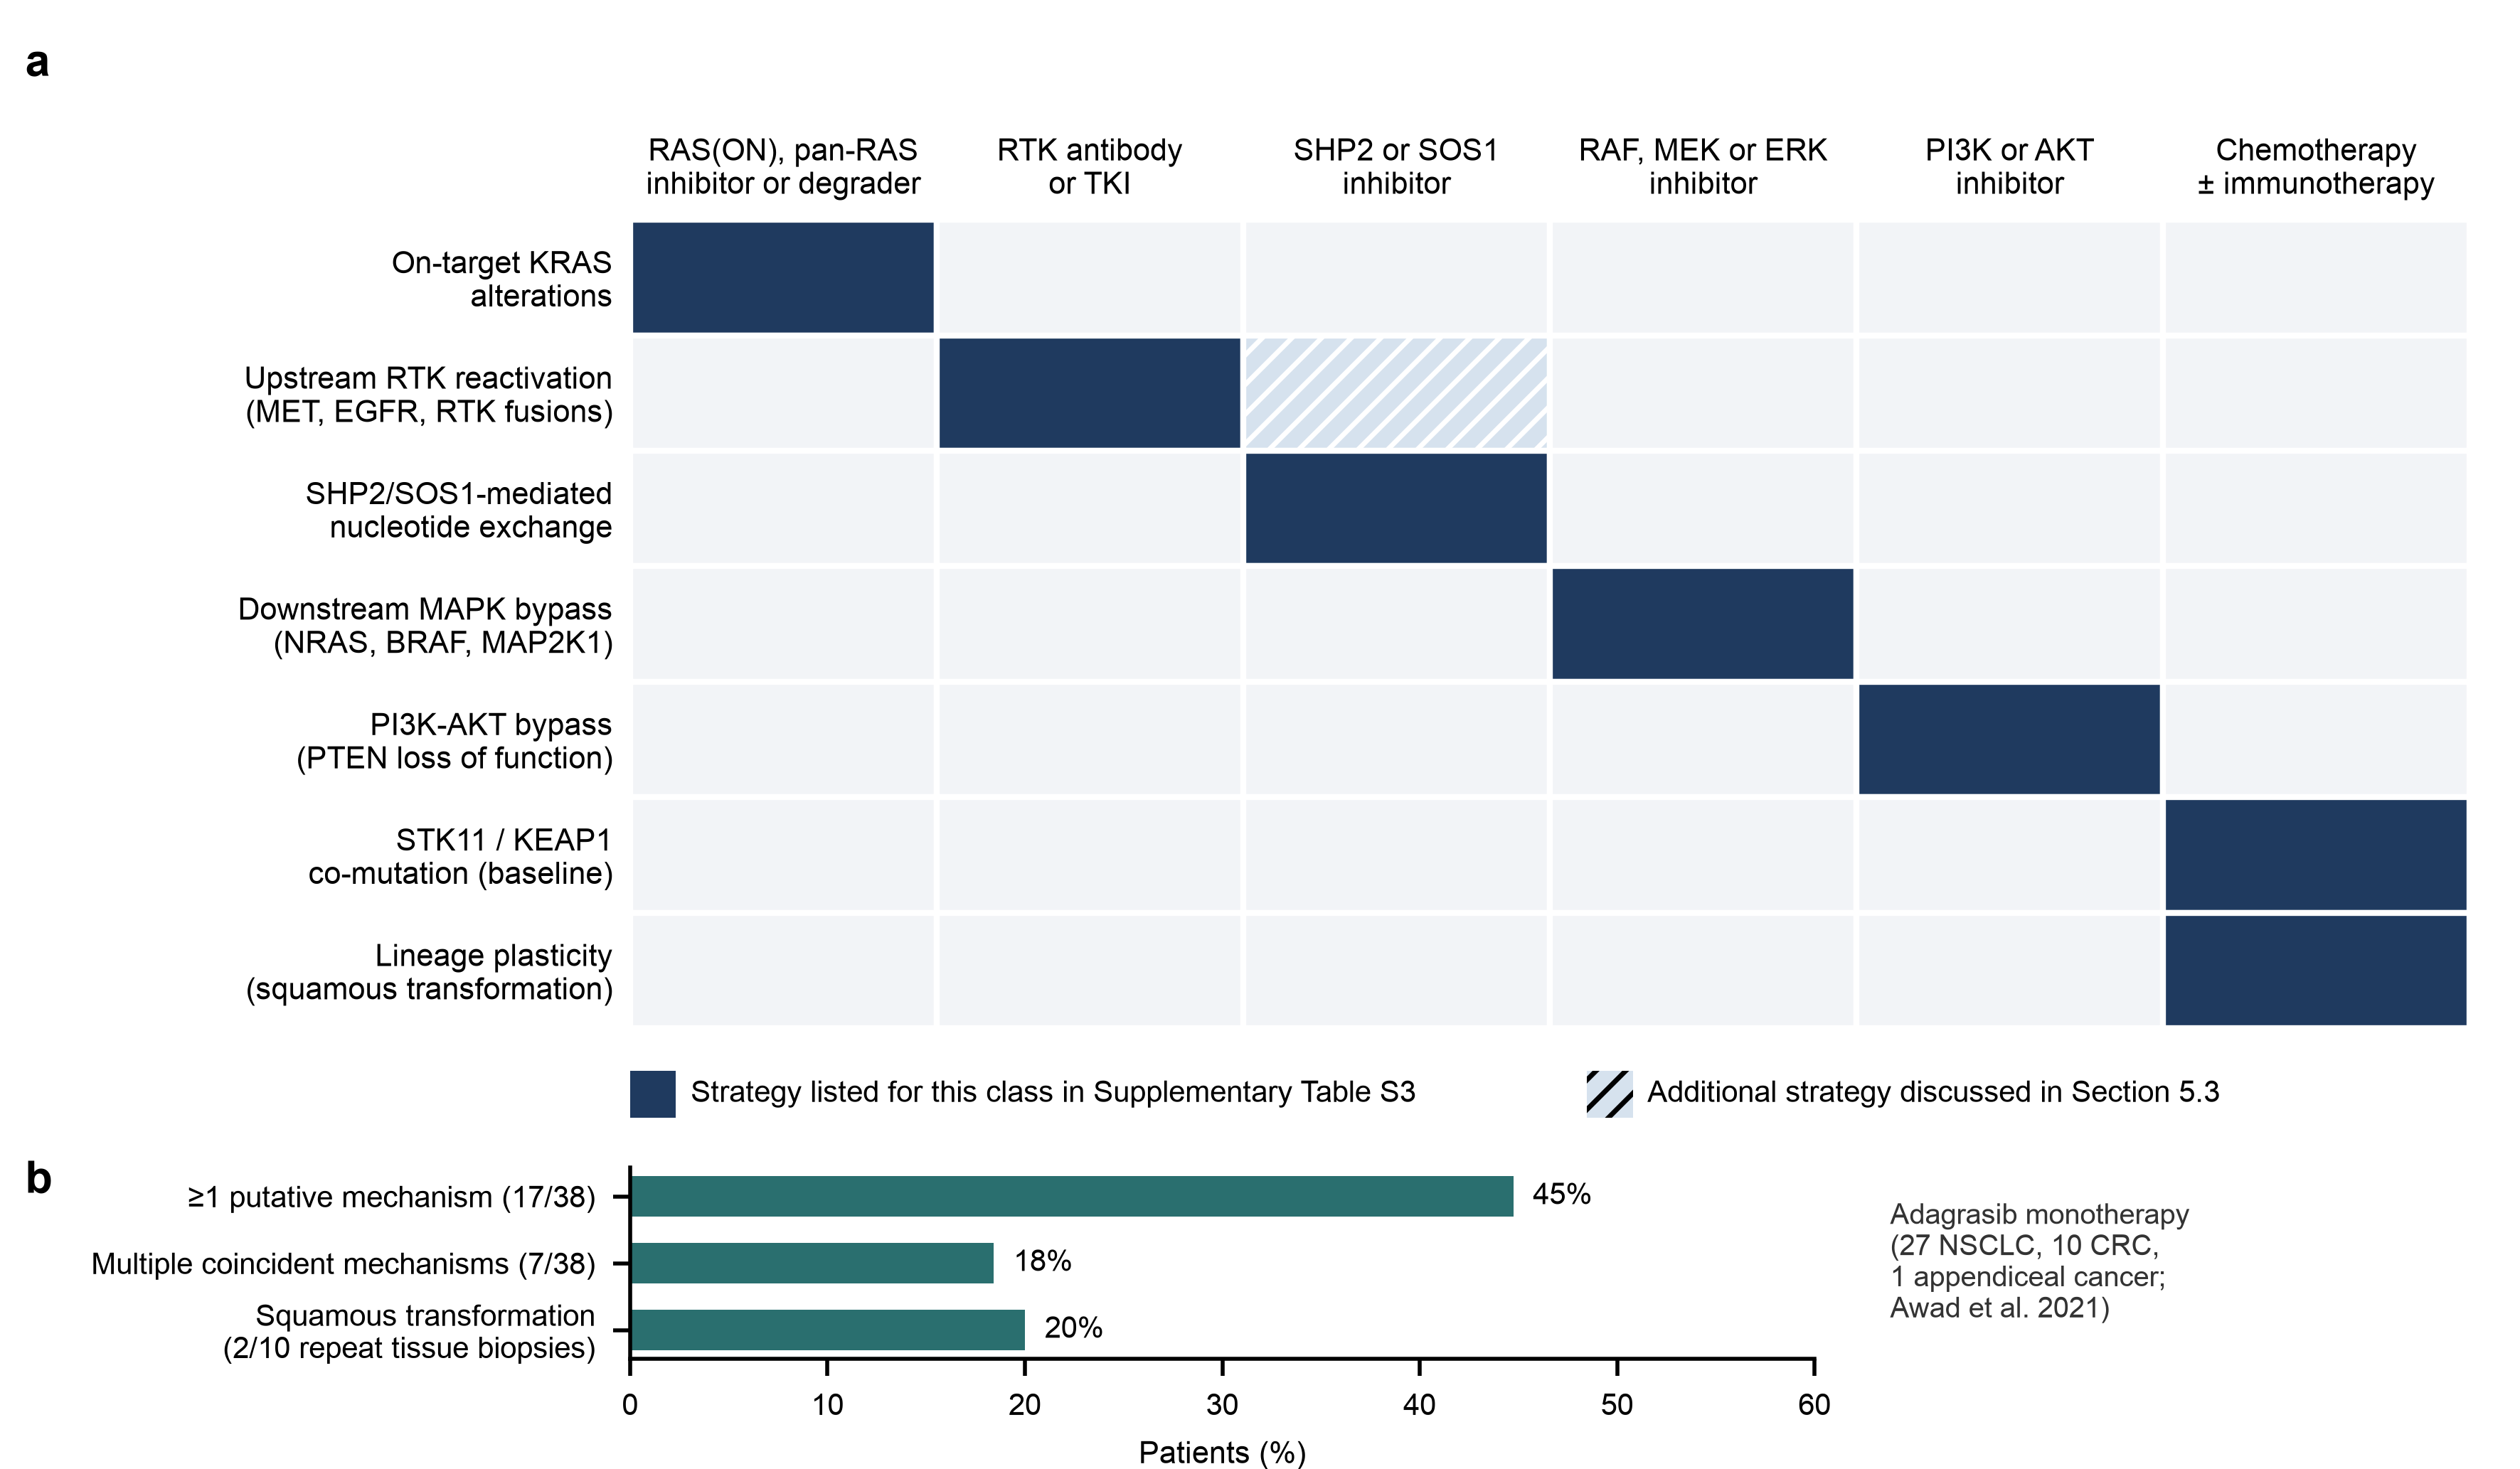 a
RAS(ON), pan-RAS
inhibitor or degrader
RTK antibody
or TKI
SHP2 or SOS1
inhibitor
RAF, MEK or ERK
inhibitor
PI3K or AKT
inhibitor
Chemotherapy
± immunotherapy
On-target KRAS
alterations
Upstream RTK reactivation
(MET, EGFR, RTK fusions)
SHP2/SOS1-mediated
nucleotide exchange
Downstream MAPK bypass
(NRAS, BRAF, MAP2K1)
PI3K-AKT bypass
(PTEN loss of function)
STK11 / KEAP1
co-mutation (baseline)
Lineage plasticity
(squamous transformation)
Strategy listed for this class in Supplementary Table S3
Additional strategy discussed in Section 5.3
b
≥1 putative mechanism (17/38)
45%
Multiple coincident mechanisms (7/38)
18%
Squamous transformation
(2/10 repeat tissue biopsies)
20%
Adagrasib monotherapy
(27 NSCLC, 10 CRC,
1 appendiceal cancer;
Awad et al. 2021)
0 10 20 30 40 50 60
Patients (%)